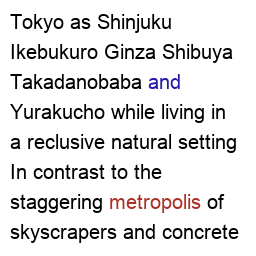 Tokyo as Shinjuku
Ikebukuro Ginza Shibuya
Takadanobaba and
Yurakucho while living in
a reclusive natural setting
In contrast to the
staggering metropolis of
skyscrapers and concrete